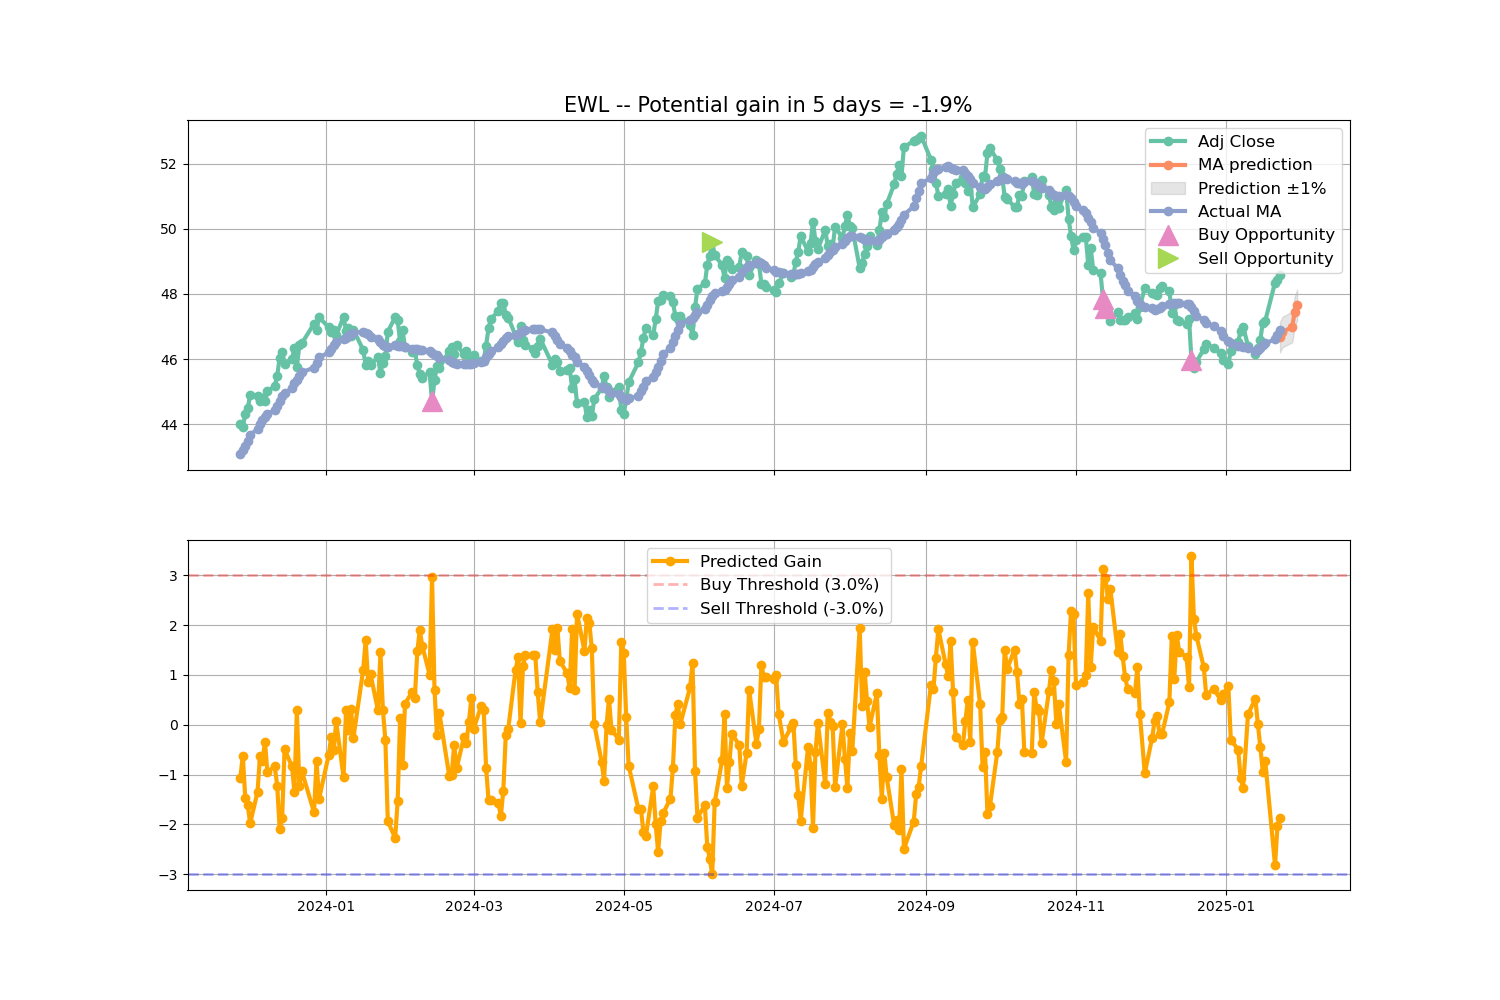 EWL -- Potential gain in 5 days = -1.9%
52
50
48
46
44
Adj Close
MA prediction
Prediction ±1%
Actual MA
Buy Opportunity
Sell Opportunity
3
2
1
0
−1
−2
−3
Predicted Gain
Buy Threshold (3.0%)
Sell Threshold (-3.0%)
2024-01
2024-03
2024-05
2024-07
2024-09
2024-11
2025-01